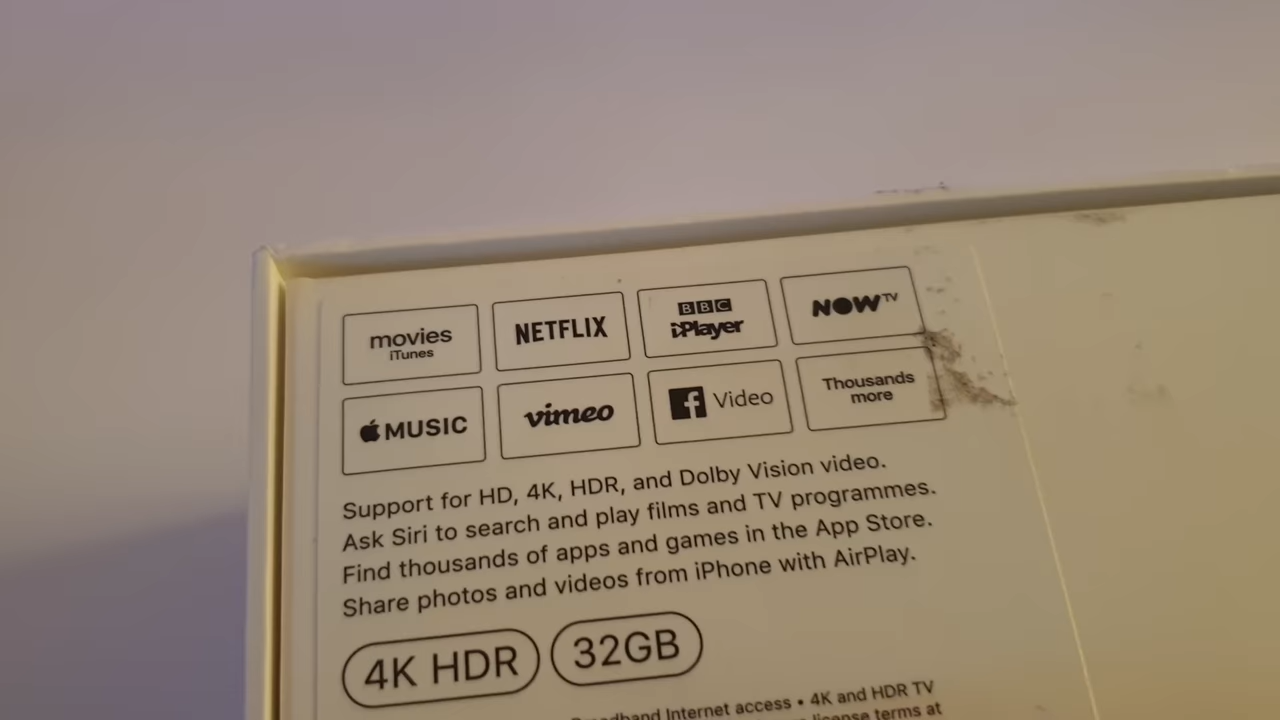 movies
iTunes
NETFLIX
BBC
iPlayer
NOW TV
MUSIC
vimeo
f Video
Thousands
more
Support for HD, 4K, HDR, and Dolby Vision video.
Ask Siri to search and play films and TV programmes.
Find thousands of apps and games in the App Store.
Share photos and videos from iPhone with AirPlay.
4K HDR
32GB
Internet access • 4K and HDR TV
license terms at